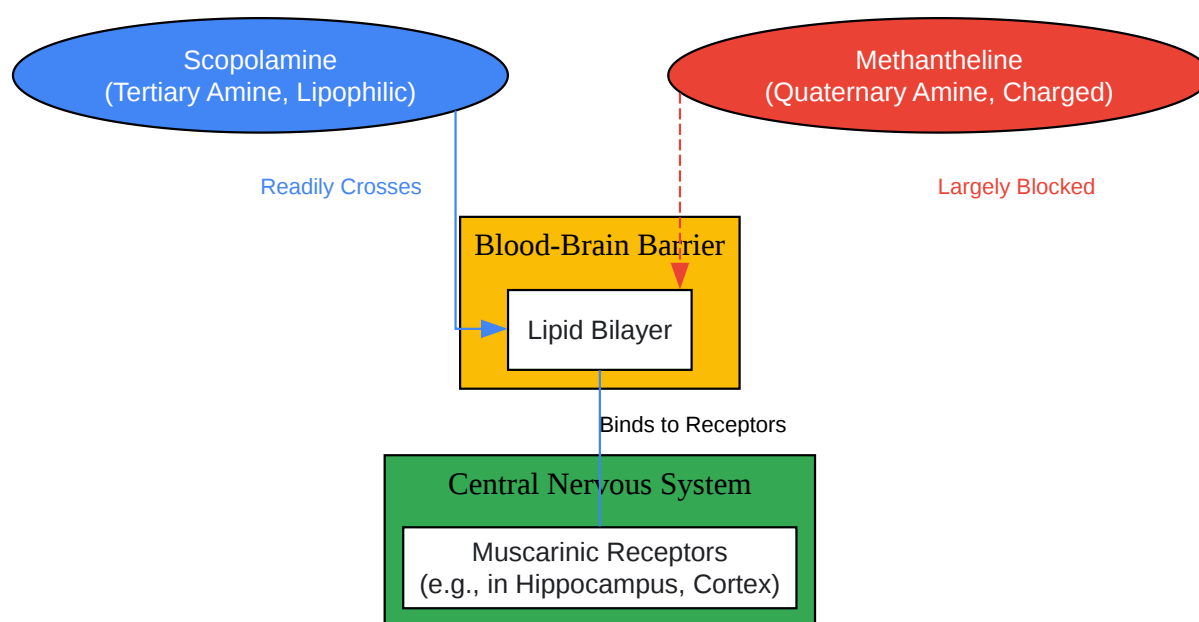 Scopolamine
(Tertiary Amine, Lipophilic)
Methantheline
(Quaternary Amine, Charged)
Readily Crosses
Largely Blocked
Blood-Brain Barrier
Lipid Bilayer
Binds to Receptors
Central Nervous System
Muscarinic Receptors
(e.g., in Hippocampus, Cortex)